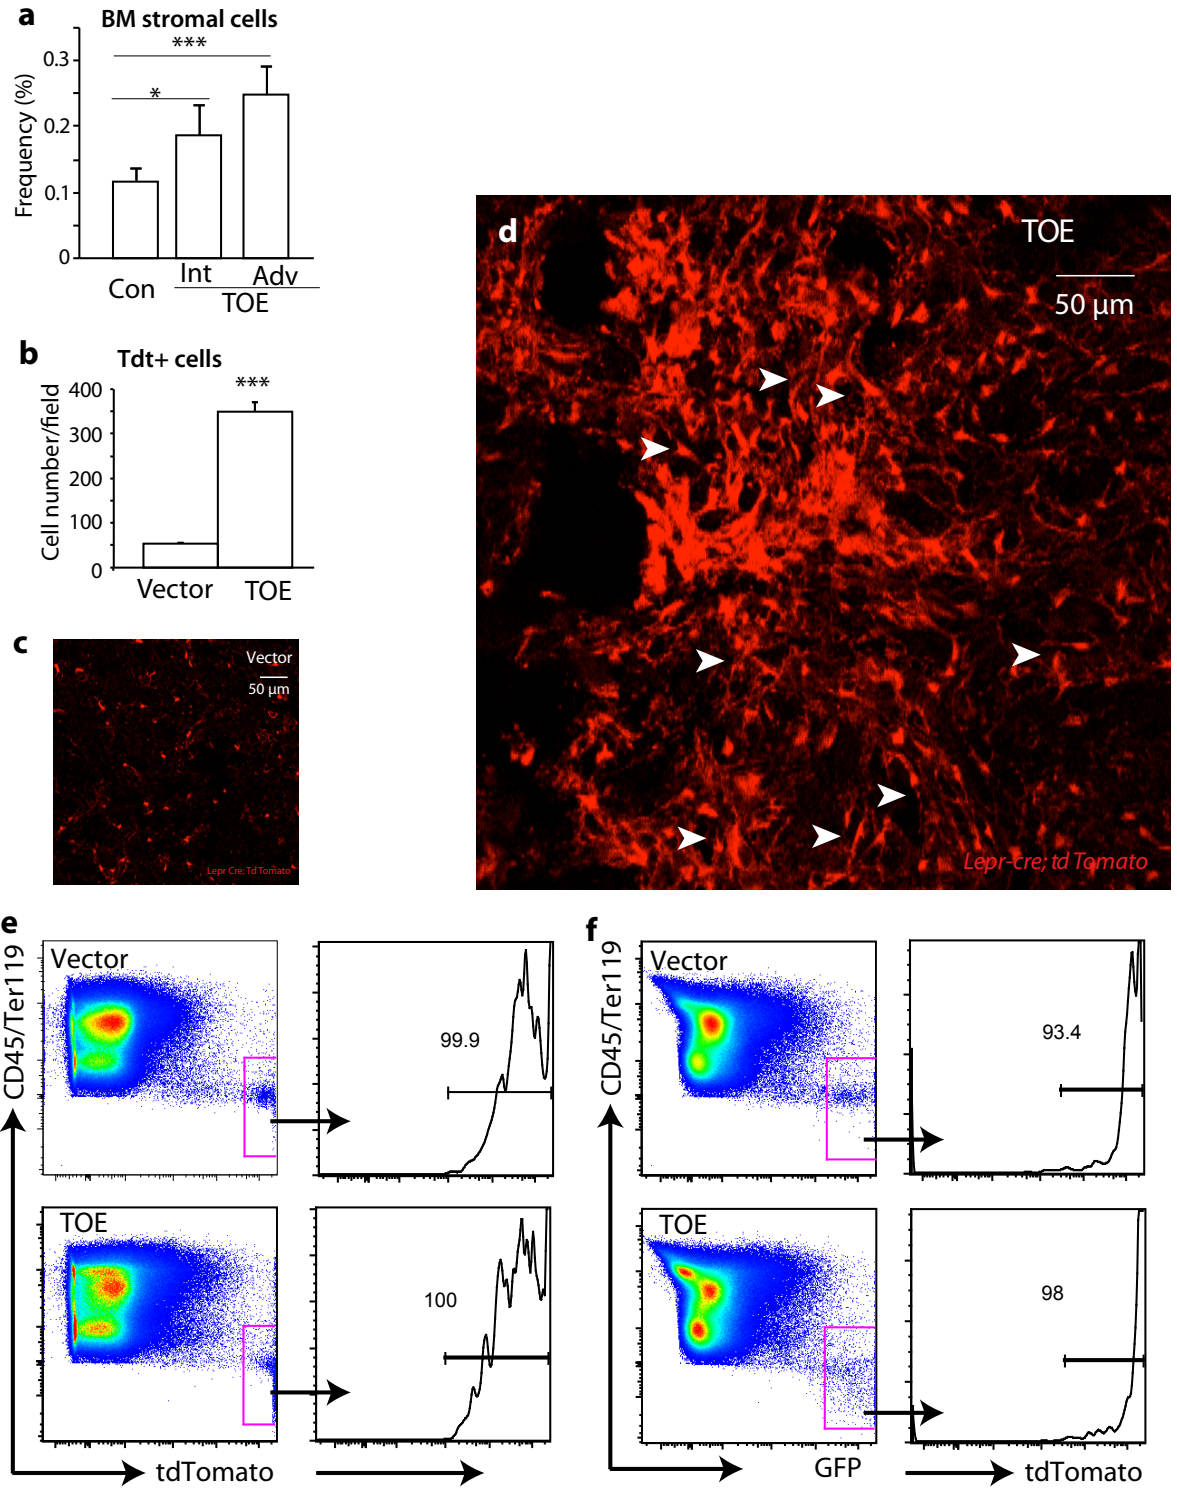 a
BM stromal cells
***
*
Frequency (%)
0.3
0.2
0.1
0
Con
Int
Adv
TOE
b
Tdt+ cells
***
Cell number/field
400
300
200
100
0
Vector
TOE
c
Vector
50 μm
Lepr Cre; Td Tomato
d
TOE
50 μm
Lepr-cre; td Tomato
e
CD45/Ter119
Vector
99.9
TOE
100
tdTomato
f
CD45/Ter119
Vector
93.4
TOE
98
GFP
tdTomato